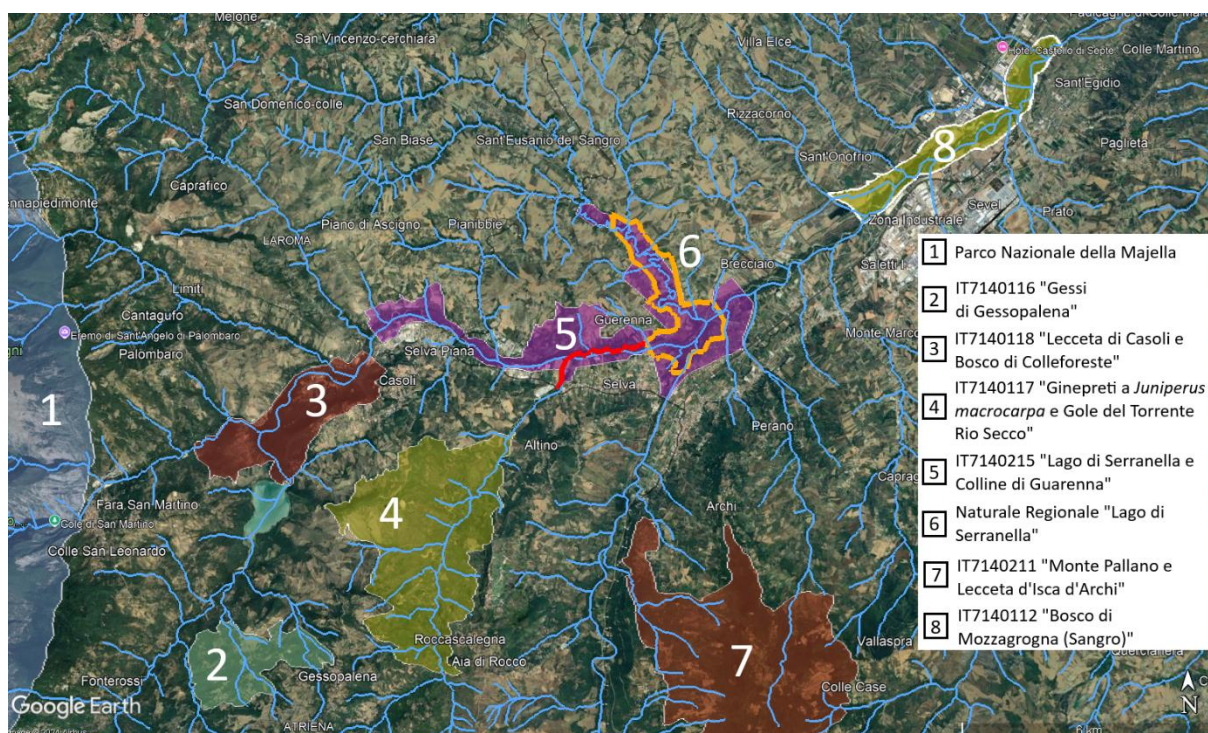 Melone
San Vincenzo-cerchiara
Villa Elce
Hotel Castello di Septe
Colle Martino
Sant'Egidio
San Domenico-colle
Rizzacorno
San Biase
Sant'Eusanio del Sangro
8
Paglieta
Sant'Onofrio
Caprafico
Sevel
Prato
Zona Industriale
Piano di Ascigno
Pianibbie
LAROMA
6
Brecciaio
Saletti
Limiti
Cantagufo
Guerenna
5
Eremo di Sant'Angelo di Palombaro
Monte Marco
Palombaro
Selva Piana
Casoli
Selva
1
3
Perano
Altino
Fara San Martino
4
Archi
Gole di San Martino
Colle San Leonardo
Roccascalegna
Vallaspra
Aia di Rocco
2
7
Gessopalena
Fonterossi
Colle Case
Google Earth
ATRIENA
1 Parco Nazionale della Majella
2 IT7140116 "Gessi
di Gessopalena"
3 IT7140118 "Lecceta di Casoli e
Bosco di Colleforeste"
4 IT7140117 "Ginepreti a Juniperus
macrocarpa e Gole del Torrente
Rio Secco"
5 IT7140215 "Lago di Serranella e
Colline di Guarenna"
6 Naturale Regionale "Lago di
Serranella"
7 IT7140211 "Monte Pallano e
Lecceta d'Isca d'Archi"
8 IT7140112 "Bosco di
Mozzagrogna (Sangro)"
N